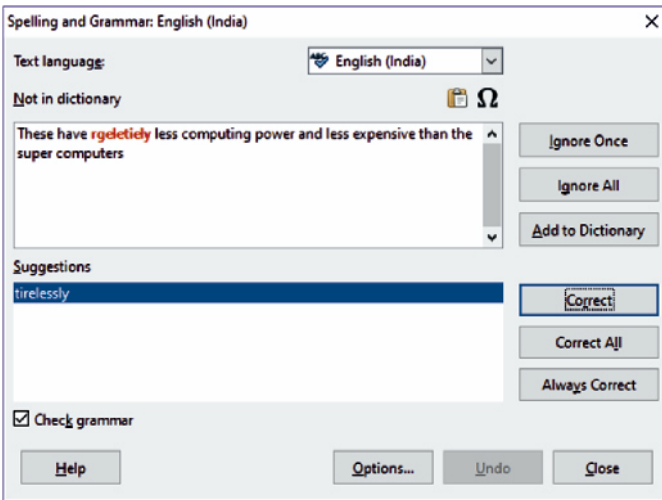 Spelling and Grammar: English (India)
Text language:
English (India)
Not in dictionary
These have rgeletiely less computing power and less expensive than the
super computers
Ignore Once
Ignore All
Add to Dictionary
Suggestions
tirelessly
Correct
Correct All
Always Correct
Check grammar
Help
Options...
Undo
Close